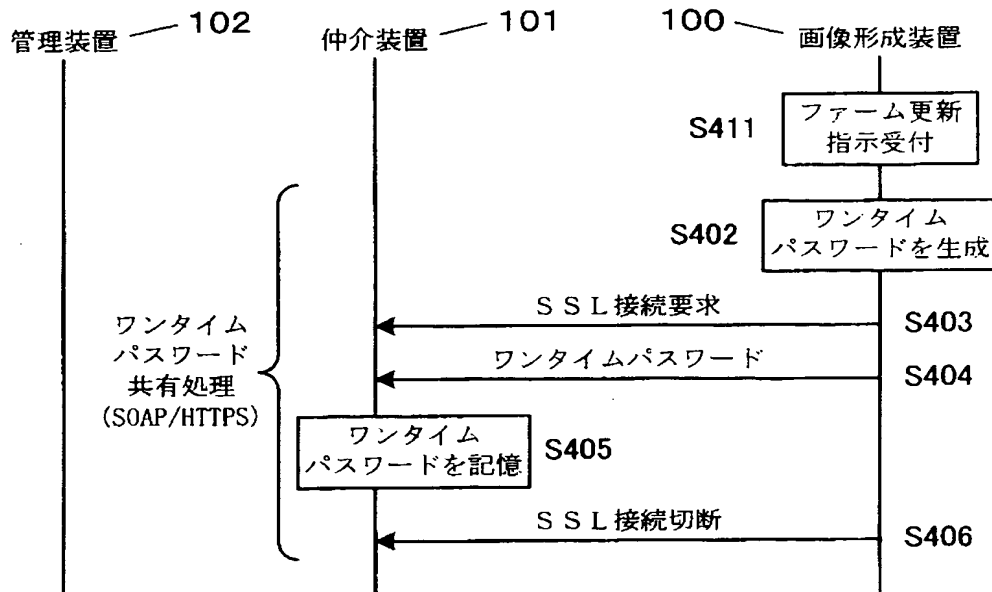 管理装置 102
仲介装置 101
100 画像形成装置
S411
ファーム更新
指示受付
S402
ワンタイム
パスワードを生成
ＳＳＬ接続要求
S403
ワンタイム
パスワード
共有処理
(SOAP/HTTPS)
ワンタイムパスワード
S404
ワンタイム
パスワードを記憶
S405
ＳＳＬ接続切断
S406